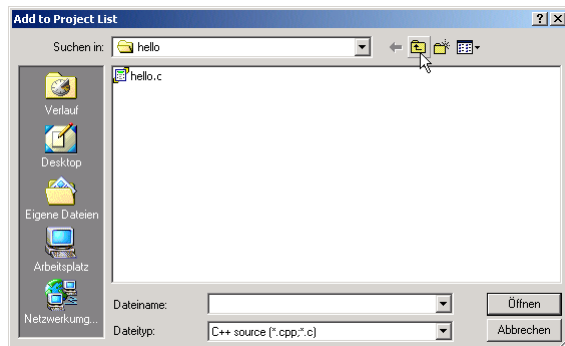 Add to Project List
Suchen in:
hello
hello.c
Verlauf
Desktop
Eigene Dateien
Arbeitsplatz
Netzwerkumg...
Dateiname:
Öffnen
Dateityp:
C++ source (*.cpp;*.c)
Abbrechen